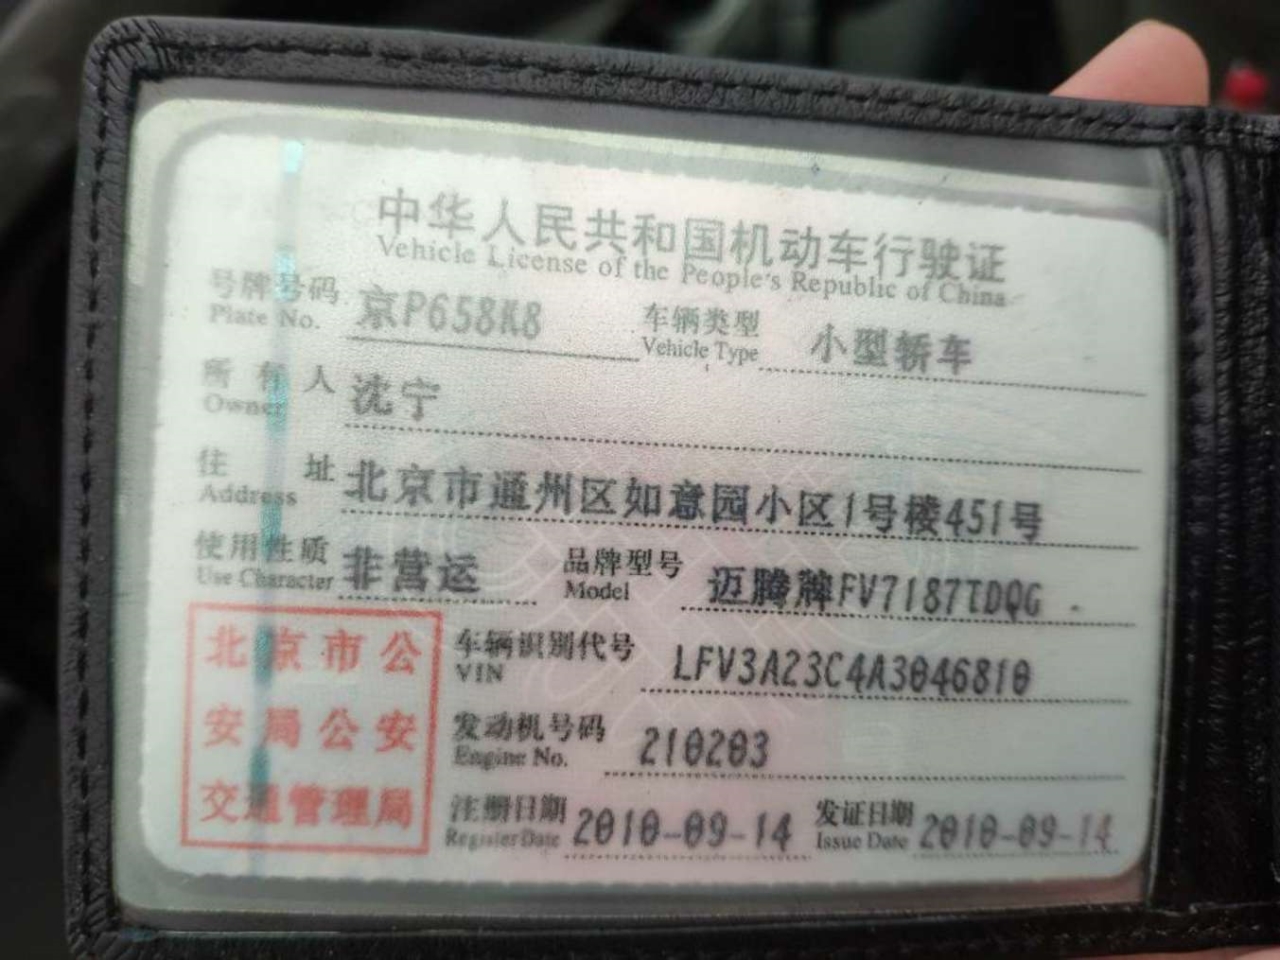 中华人民共和国机动车行驶证
Vehicle License of the People's Republic of China
号牌号码 京P658K8 车辆类型 小型轿车
Plate No. Vehicle Type
所有人 沈宁
Owner
住址 北京市通州区如意园小区1号楼451号
Address
使用性质 非营运 品牌型号 迈腾牌FV7187TDQG
Use Character Model
北京市公
安局公安
交通管理局
车辆识别代号 LFV3A23C4A3046810
VIN
发动机号码 210203
Engine No.
注册日期 2010-09-14 发证日期 2010-09-14
Register Date Issue Date